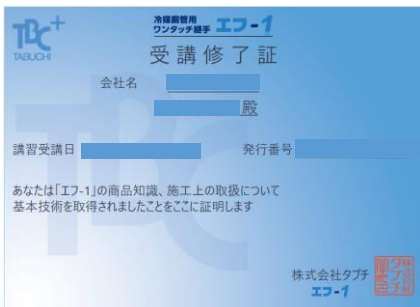 TBC+
TABUCHI
冷媒銅管用
ワンタッチ継手 エフ-1
受講修了証
会社名
殿
講習受講日
発行番号
あなたは「エフ-1」の商品知識、施工上の取扱について
基本技術を取得されましたことをここに証明します
株式会社タブチ
エフ-1
TBC